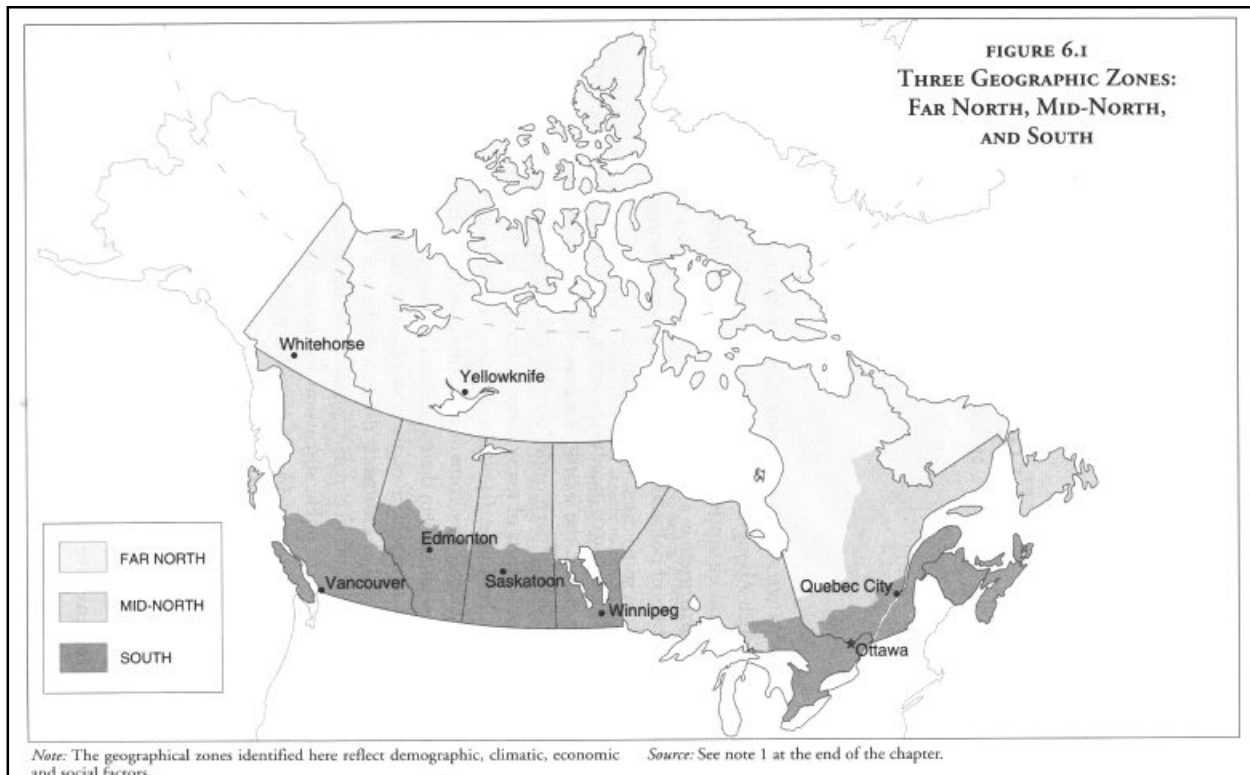 FIGURE 6.1
THREE GEOGRAPHIC ZONES:
FAR NORTH, MID-NORTH,
AND SOUTH
Whitehorse
Yellowknife
Edmonton
Saskatoon
Vancouver
Winnipeg
Quebec City
Ottawa
FAR NORTH
MID-NORTH
SOUTH
Note: The geographical zones identified here reflect demographic, climatic, economic
and social factors.
Source: See note 1 at the end of the chapter.